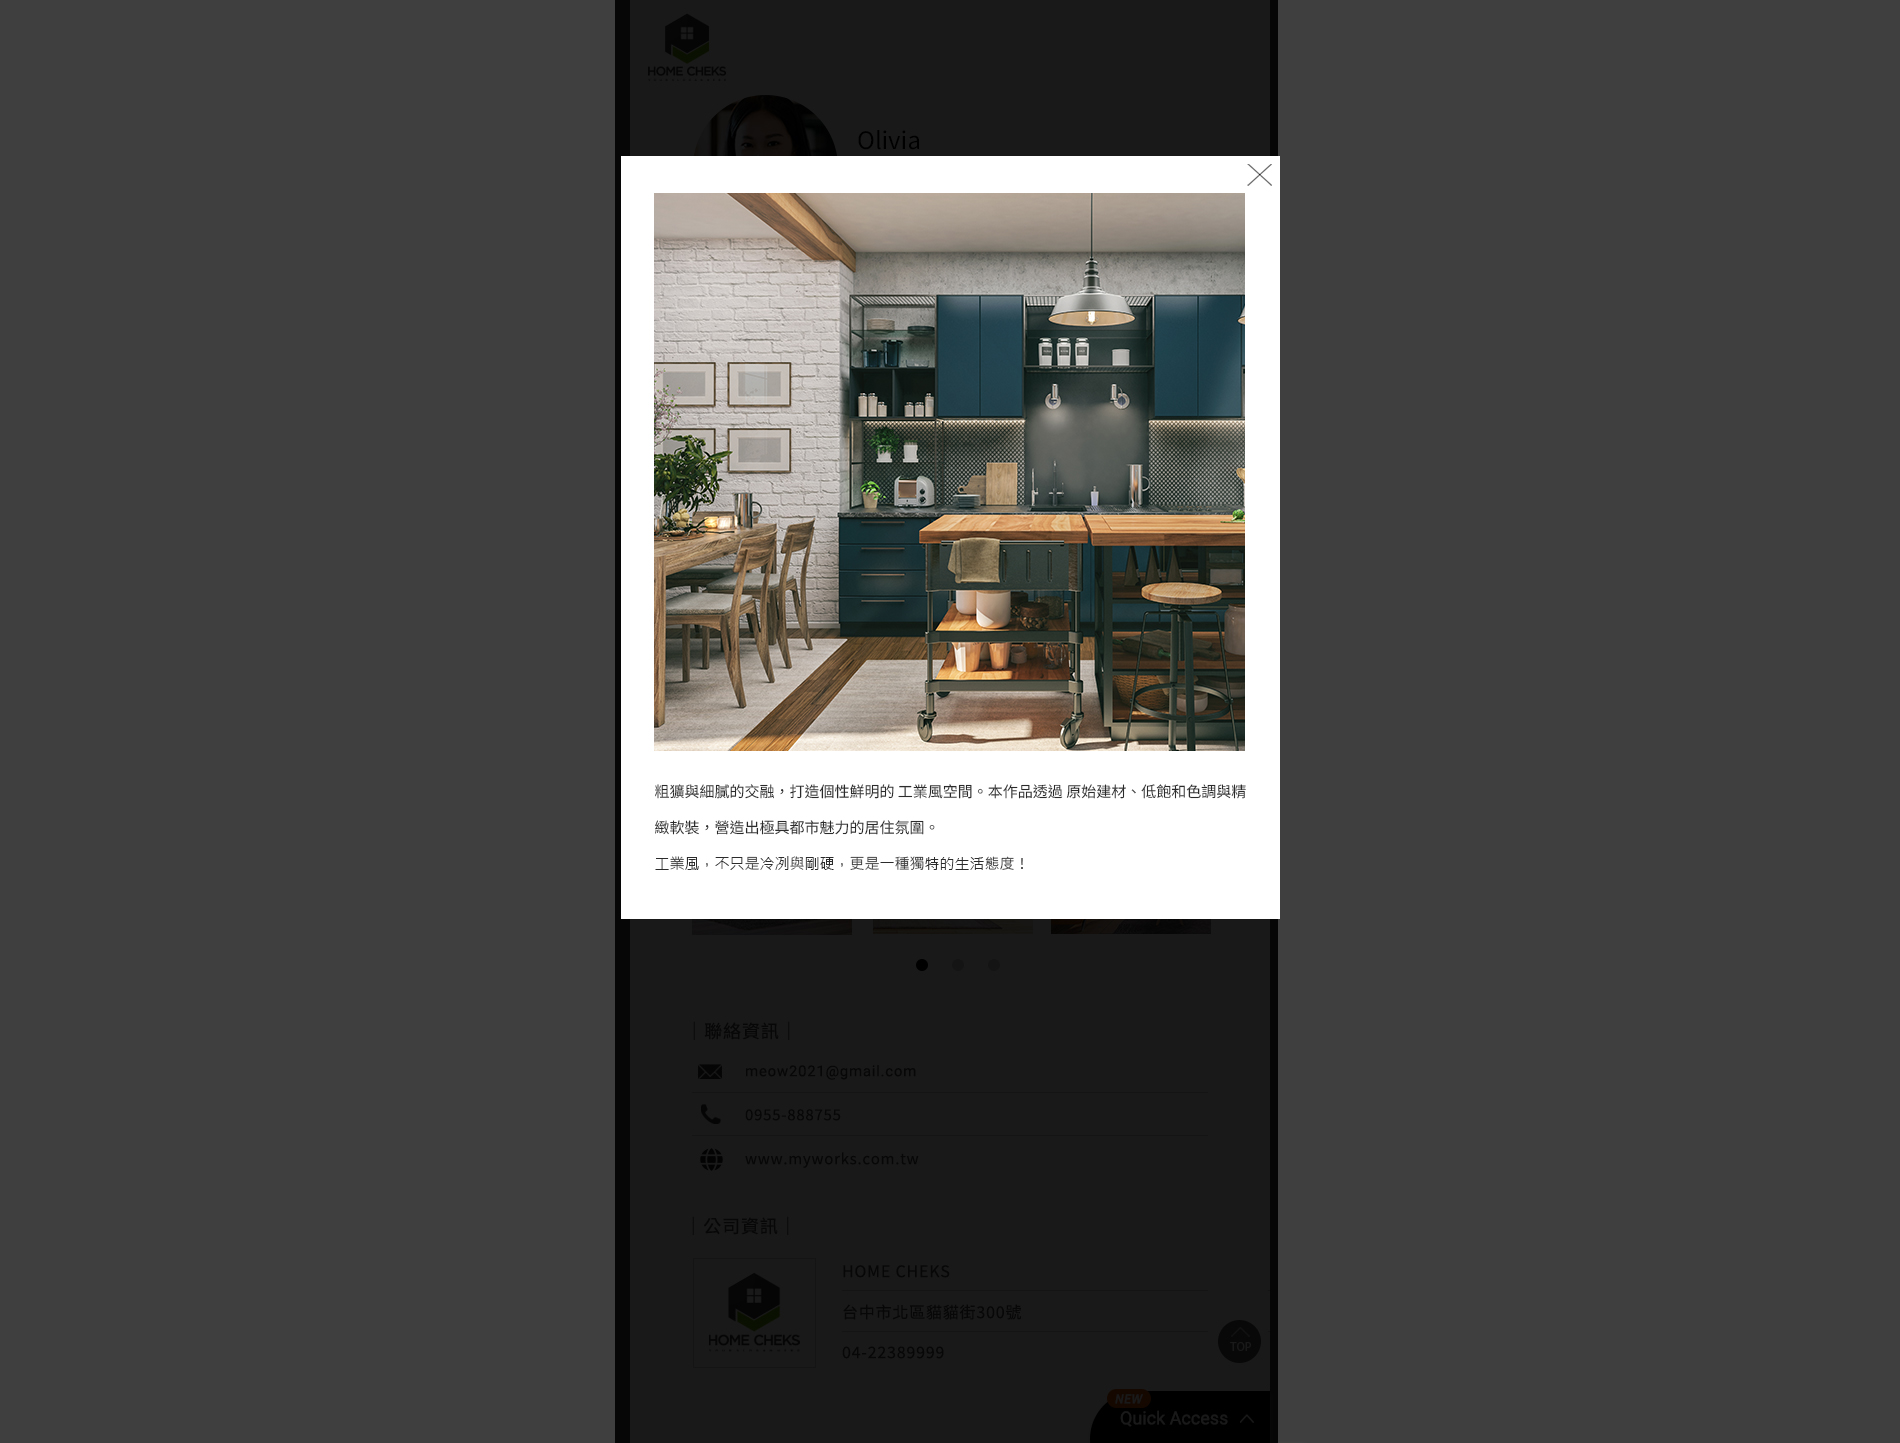 HOME CHEKS
Olivia
粗獷與細膩的交融，打造個性鮮明的 工業風空間。本作品透過 原始建材、低飽和色調與精
緻軟裝，營造出極具都市魅力的居住氛圍。
工業風，不只是冷冽與剛硬，更是一種獨特的生活態度！
｜聯絡資訊｜
meow2021@gmail.com
0955-888755
www.myworks.com.tw
｜公司資訊｜
HOME CHEKS
HOME CHEKS
台中市北區貓貓街300號
04-22389999
TOP
NEW
Quick Access